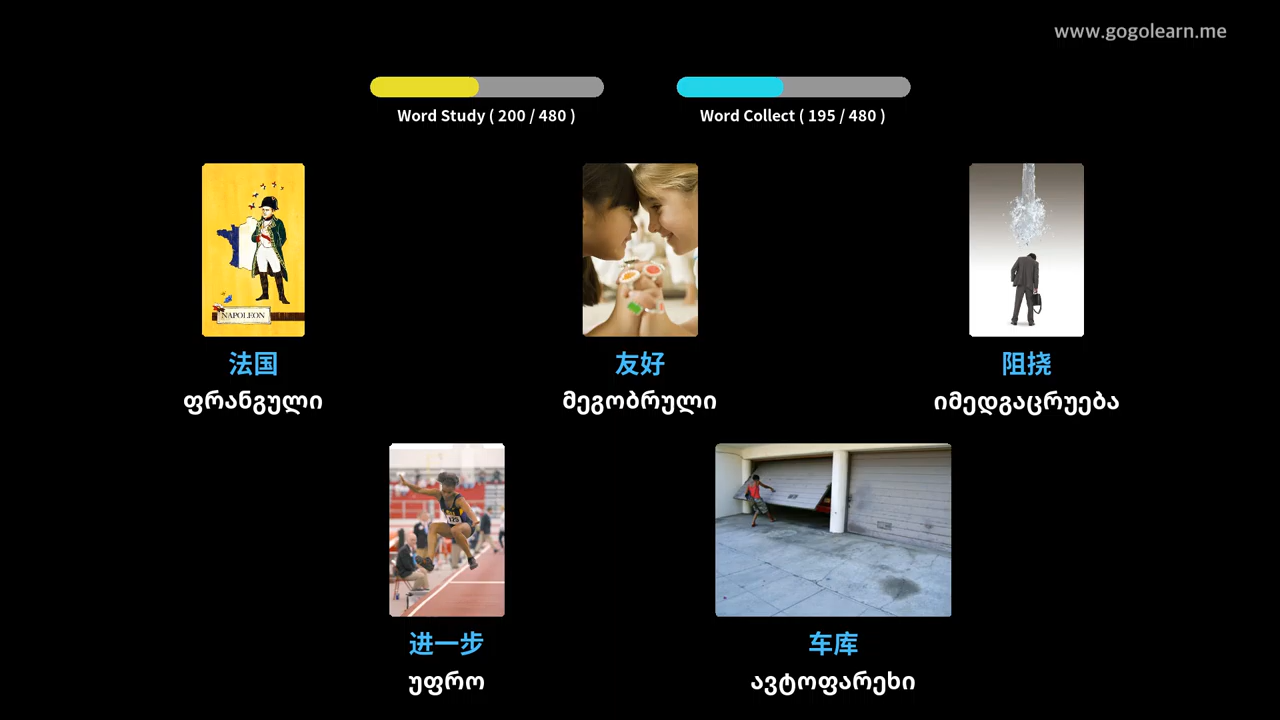 www.gogolearn.me
Word Study ( 200 / 480 )
Word Collect ( 195 / 480 )
NAPOLEON
法国
友好
阻挠
ფრანგული
მეგობრული
იმედგაცრუება
进一步
车库
უფრო
ავტოფარეხი